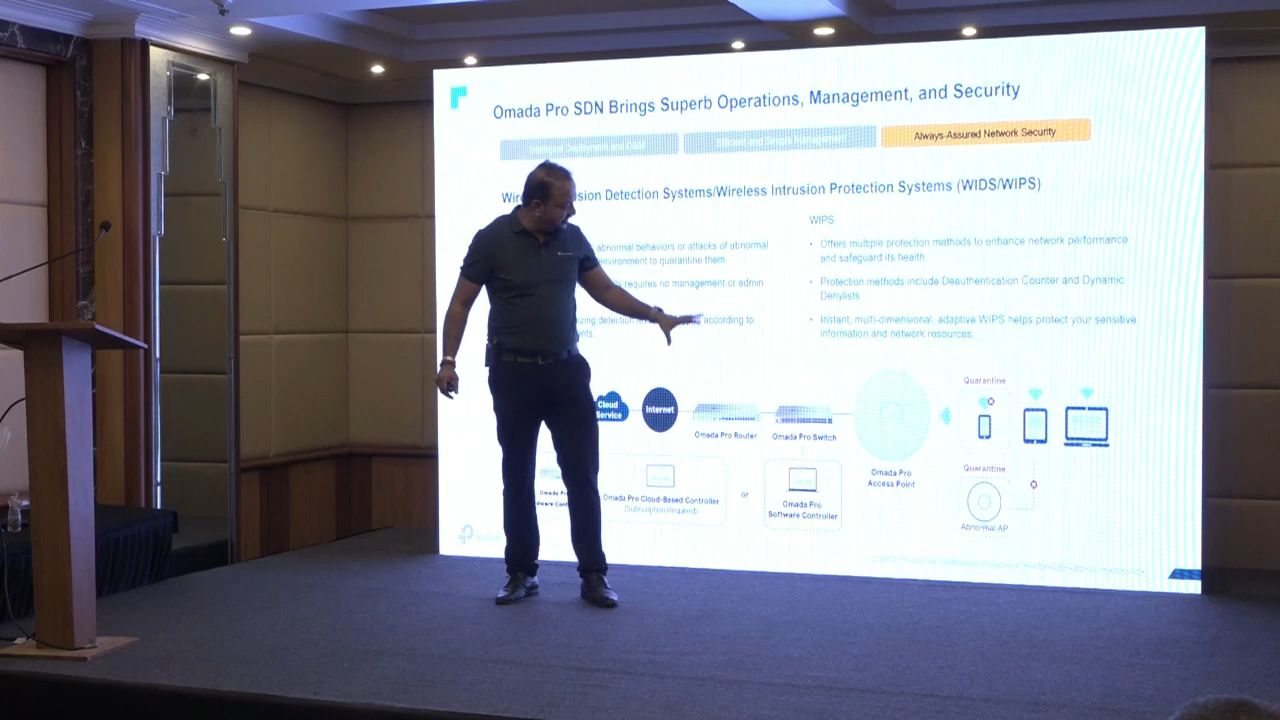 Omada Pro SDN Brings Superb Operations, Management, and Security
Always-Assured Network Security
Detection Systems/Wireless Intrusion Protection Systems (WIDS/WIPS)
abnormal behaviors or attacks of abnormal
to quarantine them.
requires no management or admin.
according to
WIPS
• Offers multiple protection methods to enhance network performance
and safeguard its health.
• Protection methods include Deauthentication Counter and Dynamic
Denylists.
• Instant, multi-dimensional, adaptive WIPS helps protect your sensitive
information and network resources.
Cloud
Service
Internet
Omada Pro Router
Omada Pro Switch
Omada Pro
Access Point
Quarantine
Quarantine
Abnormal AP
Omada Pro Cloud-Based Controller
(Subscription Required)
or
Omada Pro
Software Controller